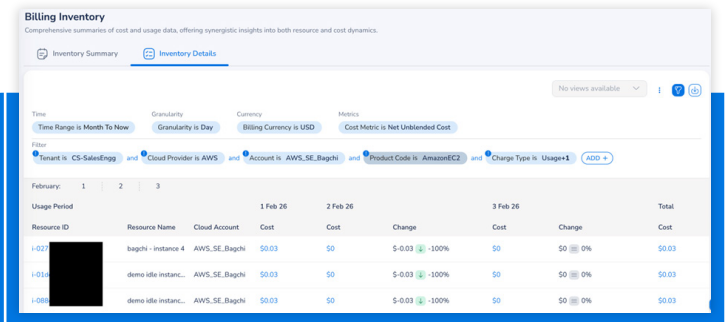 Billing Inventory
Comprehensive summaries of cost and usage data, offering synergistic insights into both resource and cost dynamics.
Inventory Summary Inventory Details
No views available
Time Granularity Currency Metrics
Time Range is Month To Now Granularity is Day Billing Currency is USD Cost Metric is Net Unblended Cost
Filter
Tenant is CS-SalesEngg and Cloud Provider is AWS and Account is AWS_SE_Bagchi and Product Code is AmazonEC2 and Charge Type is Usage+1 ADD +
February: 1 2 3
Usage Period 1 Feb 26 2 Feb 26 3 Feb 26 Total
Resource ID Resource Name Cloud Account Cost Cost Change Cost Change Cost
i-027 bagchi - instance 4 AWS_SE_Bagchi $0.03 $0 $-0.03 ↓ -100% $0 $0 = 0% $0.03
i-01d demo idle instanc... AWS_SE_Bagchi $0.03 $0 $-0.03 ↓ -100% $0 $0 = 0% $0.03
i-088 demo idle instanc... AWS_SE_Bagchi $0.03 $0 $-0.03 ↓ -100% $0 $0 = 0% $0.03